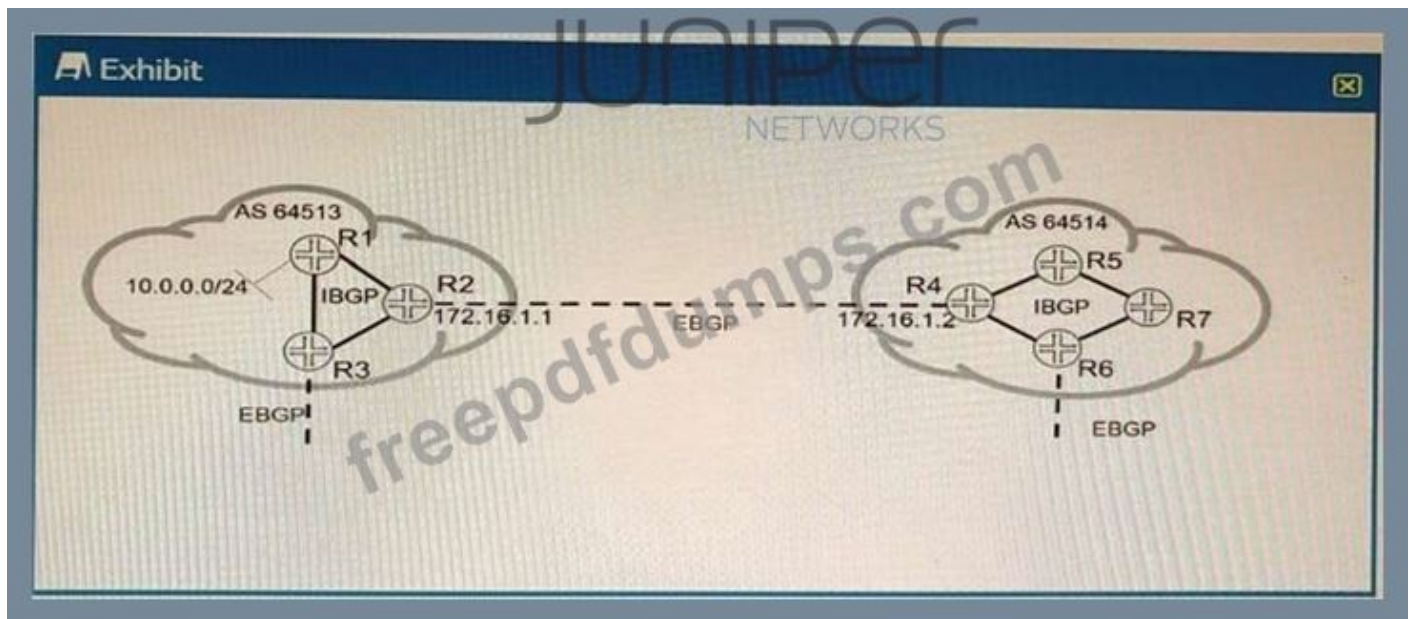 JUNIPER
NETWORKS
Exhibit
AS 64513
R1
10.0.0.0/24
IBGP
R2
172.16.1.1
R3
EBGP
EBGP
AS 64514
R5
R4
IBGP
172.16.1.2
R7
R6
EBGP
freepdfdumps.com